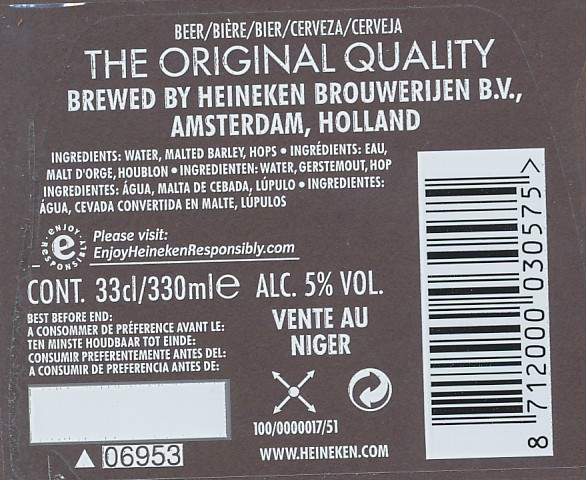 BEER/BIÈRE/BIER/CERVEZA/CERVEJA
THE ORIGINAL QUALITY
BREWED BY HEINEKEN BROUWERIJEN B.V.,
AMSTERDAM, HOLLAND
INGREDIENTS: WATER, MALTED BARLEY, HOPS • INGRÉDIENTS: EAU,
MALT D'ORGE, HOUBLON • INGREDIENTEN: WATER, GERSTEMOUT, HOP
INGREDIENTES: ÁGUA, MALTA DE CEBADA, LÚPULO • INGREDIENTES:
ÁGUA, CEVADA CONVERTIDA EN MALTE, LÚPULOS
ENJOY RESPONSIBLY
e
Please visit:
EnjoyHeinekenResponsibly.com
CONT. 33cl/330ml e ALC. 5% VOL.
BEST BEFORE END:
A CONSOMMER DE PRÉFERENCE AVANT LE:
TEN MINSTE HOUDBAAR TOT EINDE:
CONSUMIR PREFERENTEMENTE ANTES DEL:
A CONSUMIR DE PREFERENCIA ANTES DE:
VENTE AU
NIGER
100/0000017/51
WWW.HEINEKEN.COM
▲ 06953
8 712000 030575 >